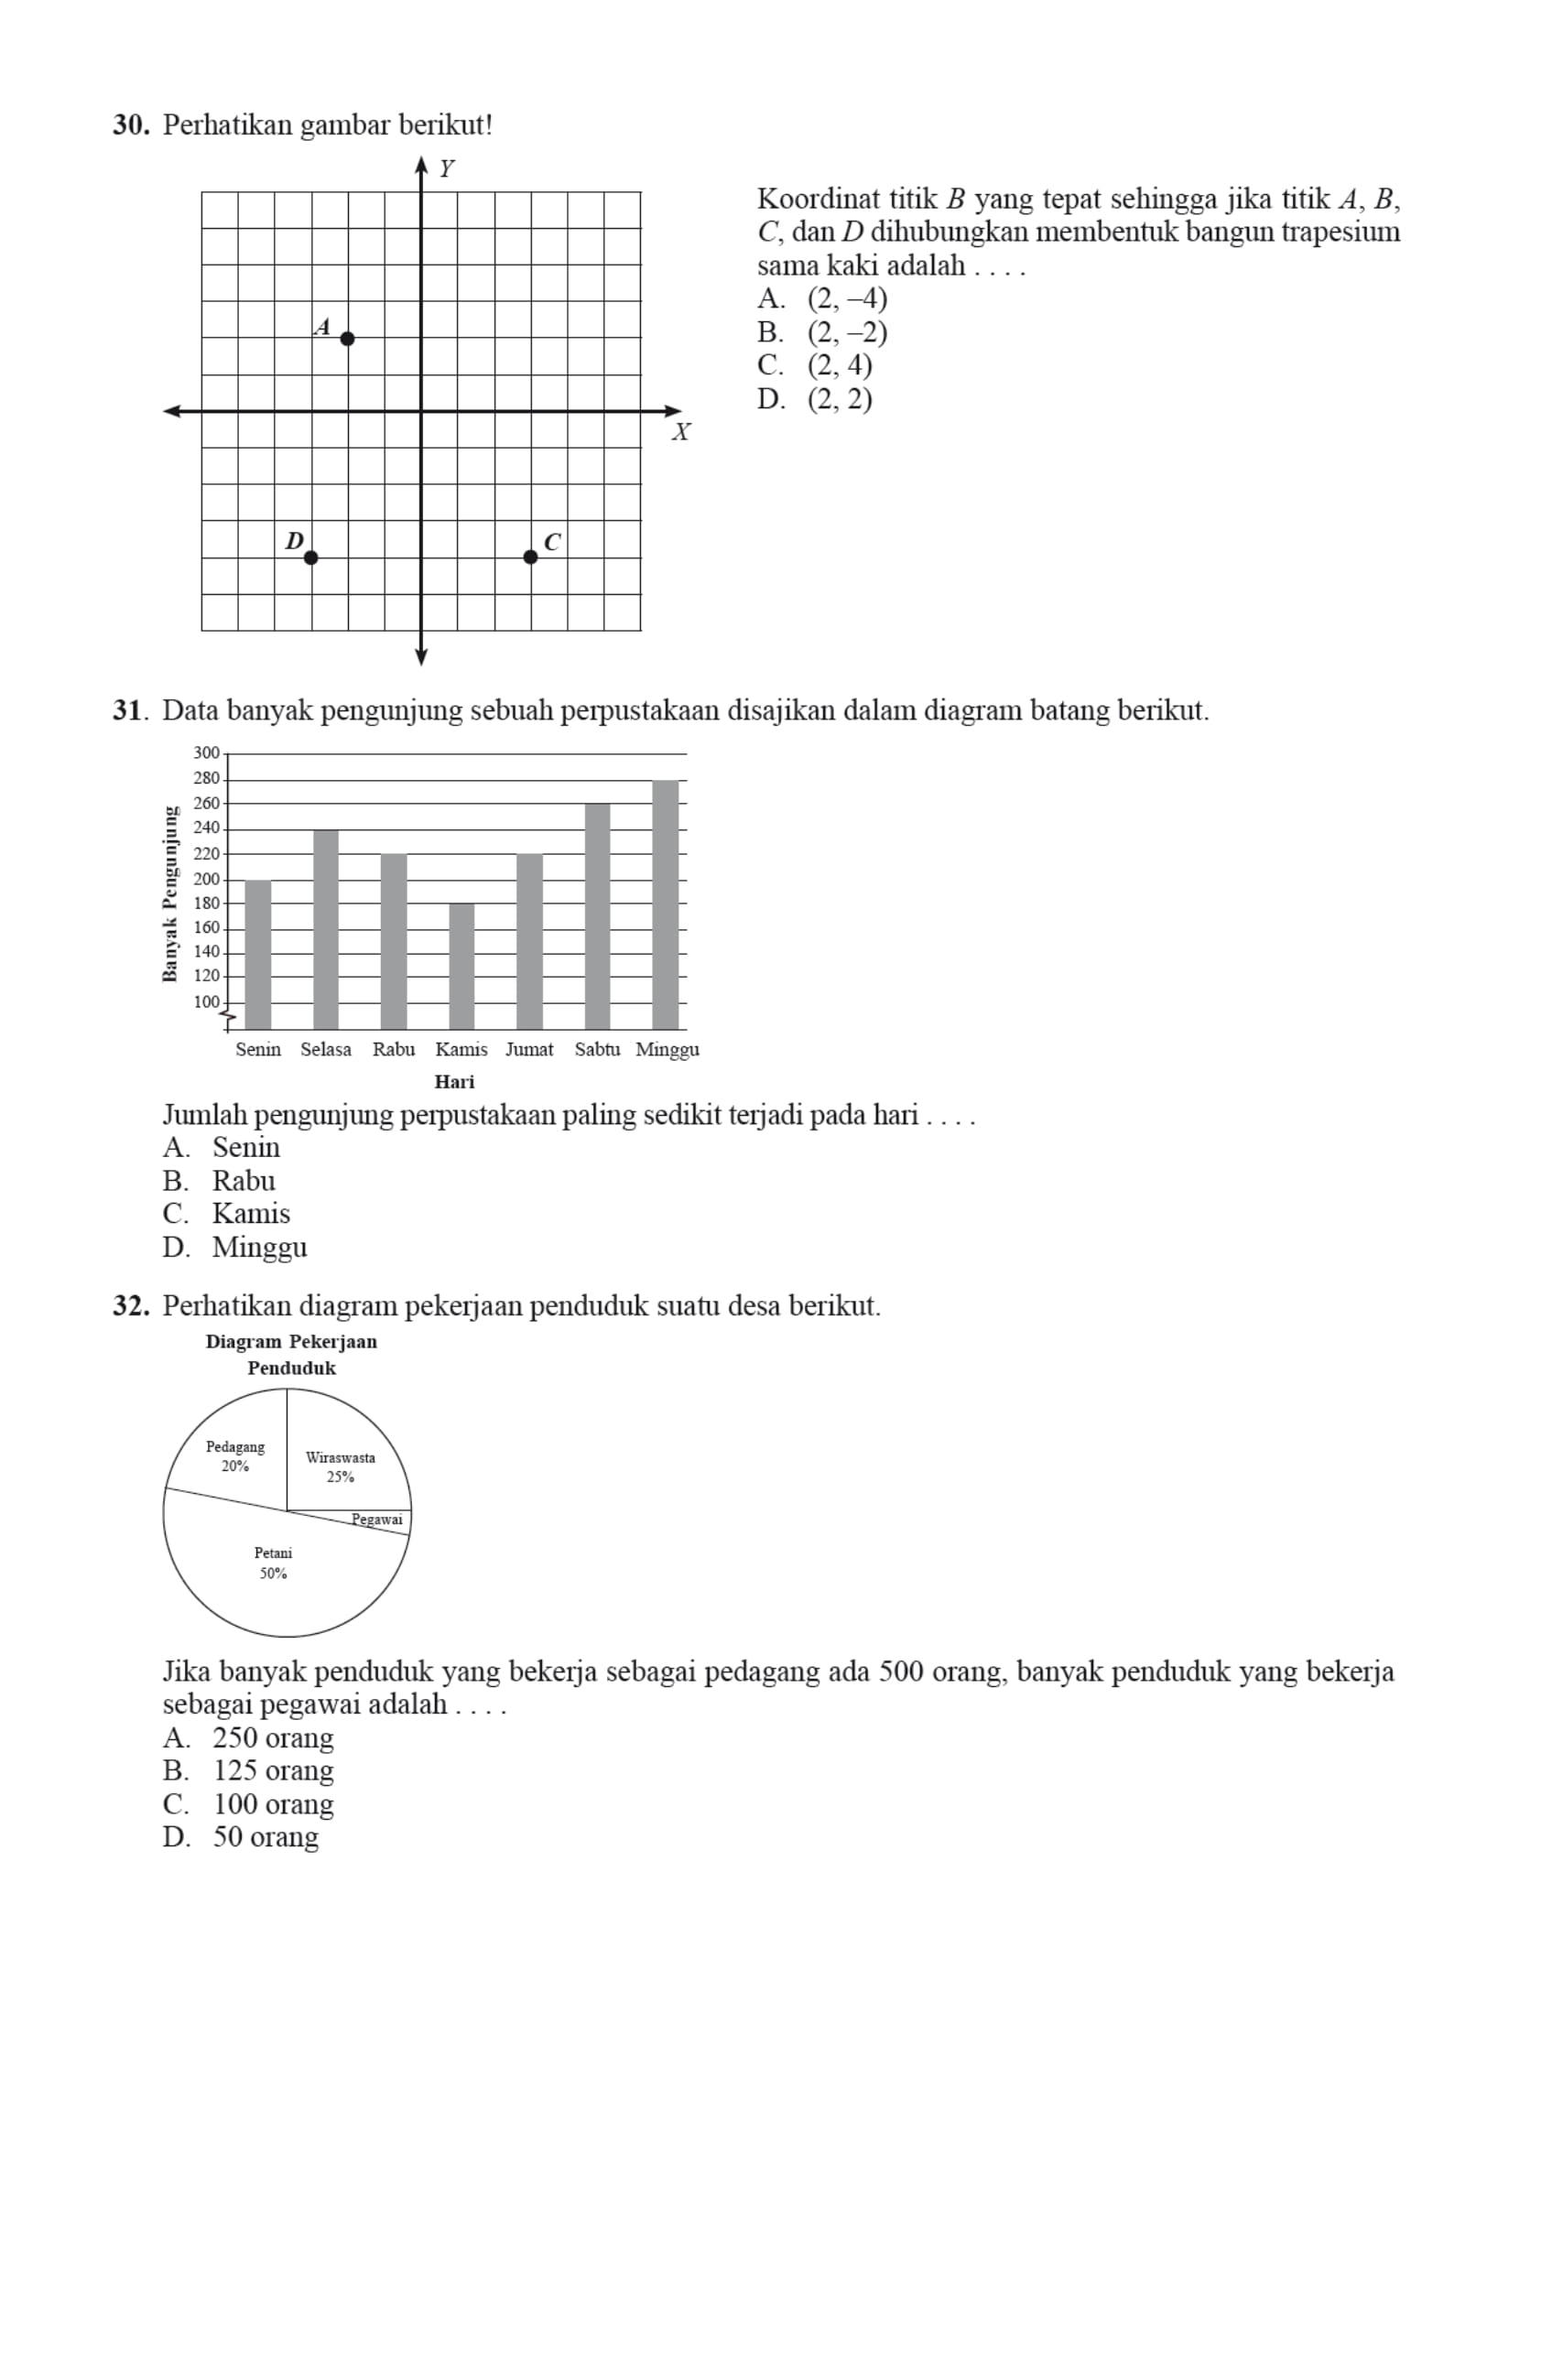 30. Perhatikan gambar berikut!
Y
A
X
D
C
Koordinat titik B yang tepat sehingga jika titik A, B,
C, dan D dihubungkan membentuk bangun trapesium
sama kaki adalah . . . .
A. (2, –4)
B. (2, –2)
C. (2, 4)
D. (2, 2)
31. Data banyak pengunjung sebuah perpustakaan disajikan dalam diagram batang berikut.
Banyak Pengunjung
300
280
260
240
220
200
180
160
140
120
100
Senin Selasa Rabu Kamis Jumat Sabtu Minggu
Hari
Jumlah pengunjung perpustakaan paling sedikit terjadi pada hari . . . .
A. Senin
B. Rabu
C. Kamis
D. Minggu
32. Perhatikan diagram pekerjaan penduduk suatu desa berikut.
Diagram Pekerjaan
Penduduk
Pedagang
20%
Wiraswasta
25%
Pegawai
Petani
50%
Jika banyak penduduk yang bekerja sebagai pedagang ada 500 orang, banyak penduduk yang bekerja
sebagai pegawai adalah . . . .
A. 250 orang
B. 125 orang
C. 100 orang
D. 50 orang